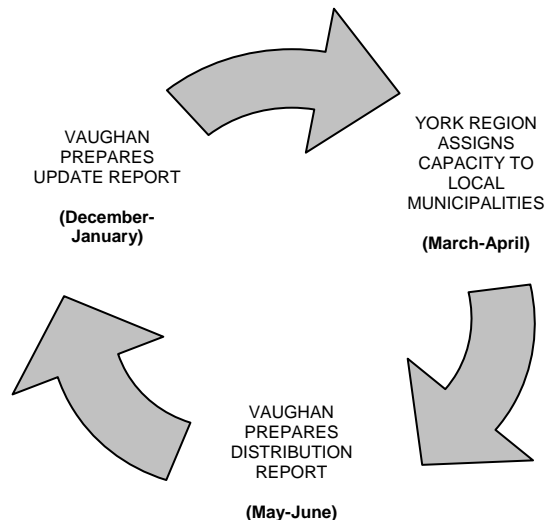 VAUGHAN
PREPARES
UPDATE REPORT
(December-
January)
YORK REGION
ASSIGNS
CAPACITY TO
LOCAL
MUNICIPALITIES
(March-April)
VAUGHAN
PREPARES
DISTRIBUTION
REPORT
(May-June)